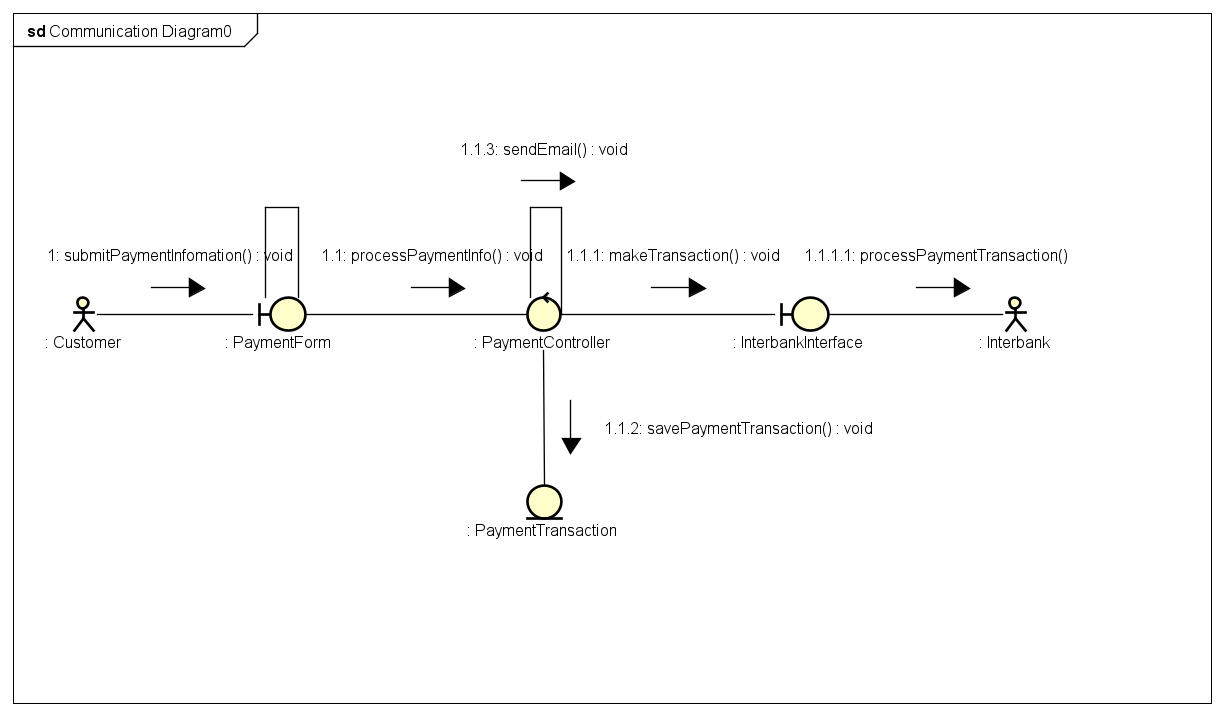 sd Communication Diagram0
1.1.3: sendEmail() : void
1: submitPaymentInfomation() : void
1.1: processPaymentInfo() : void
1.1.1: makeTransaction() : void
1.1.1.1: processPaymentTransaction()
: Customer
: PaymentForm
: PaymentController
: InterbankInterface
: Interbank
1.1.2: savePaymentTransaction() : void
: PaymentTransaction